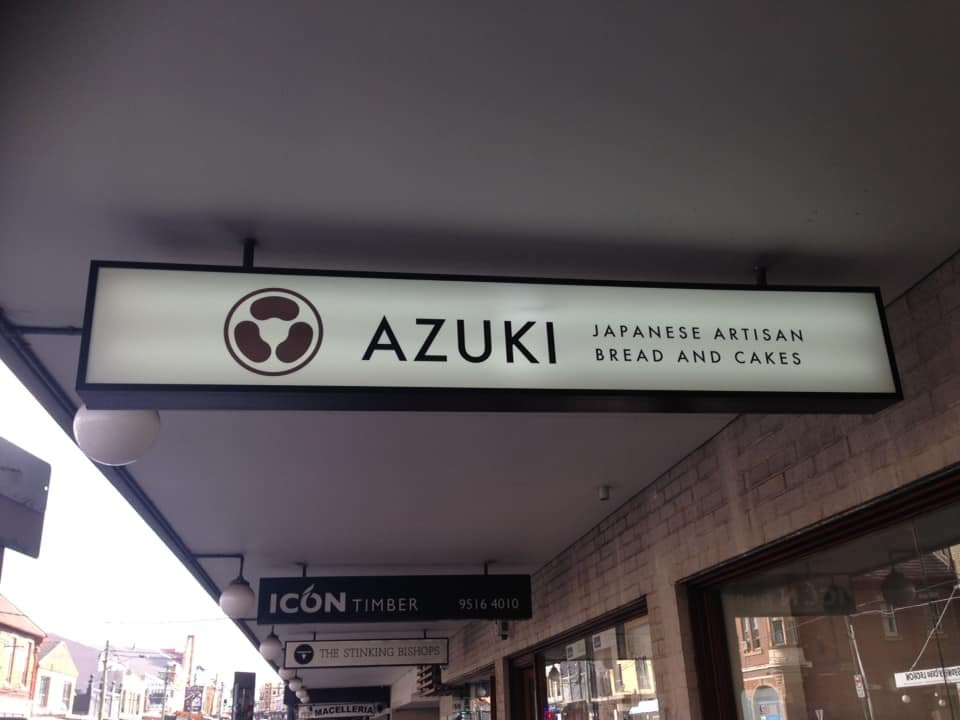 AZUKI
JAPANESE ARTISAN
BREAD AND CAKES
ICON TIMBER 9516 4010
THE STINKING BISHOPS
MACELLERIA